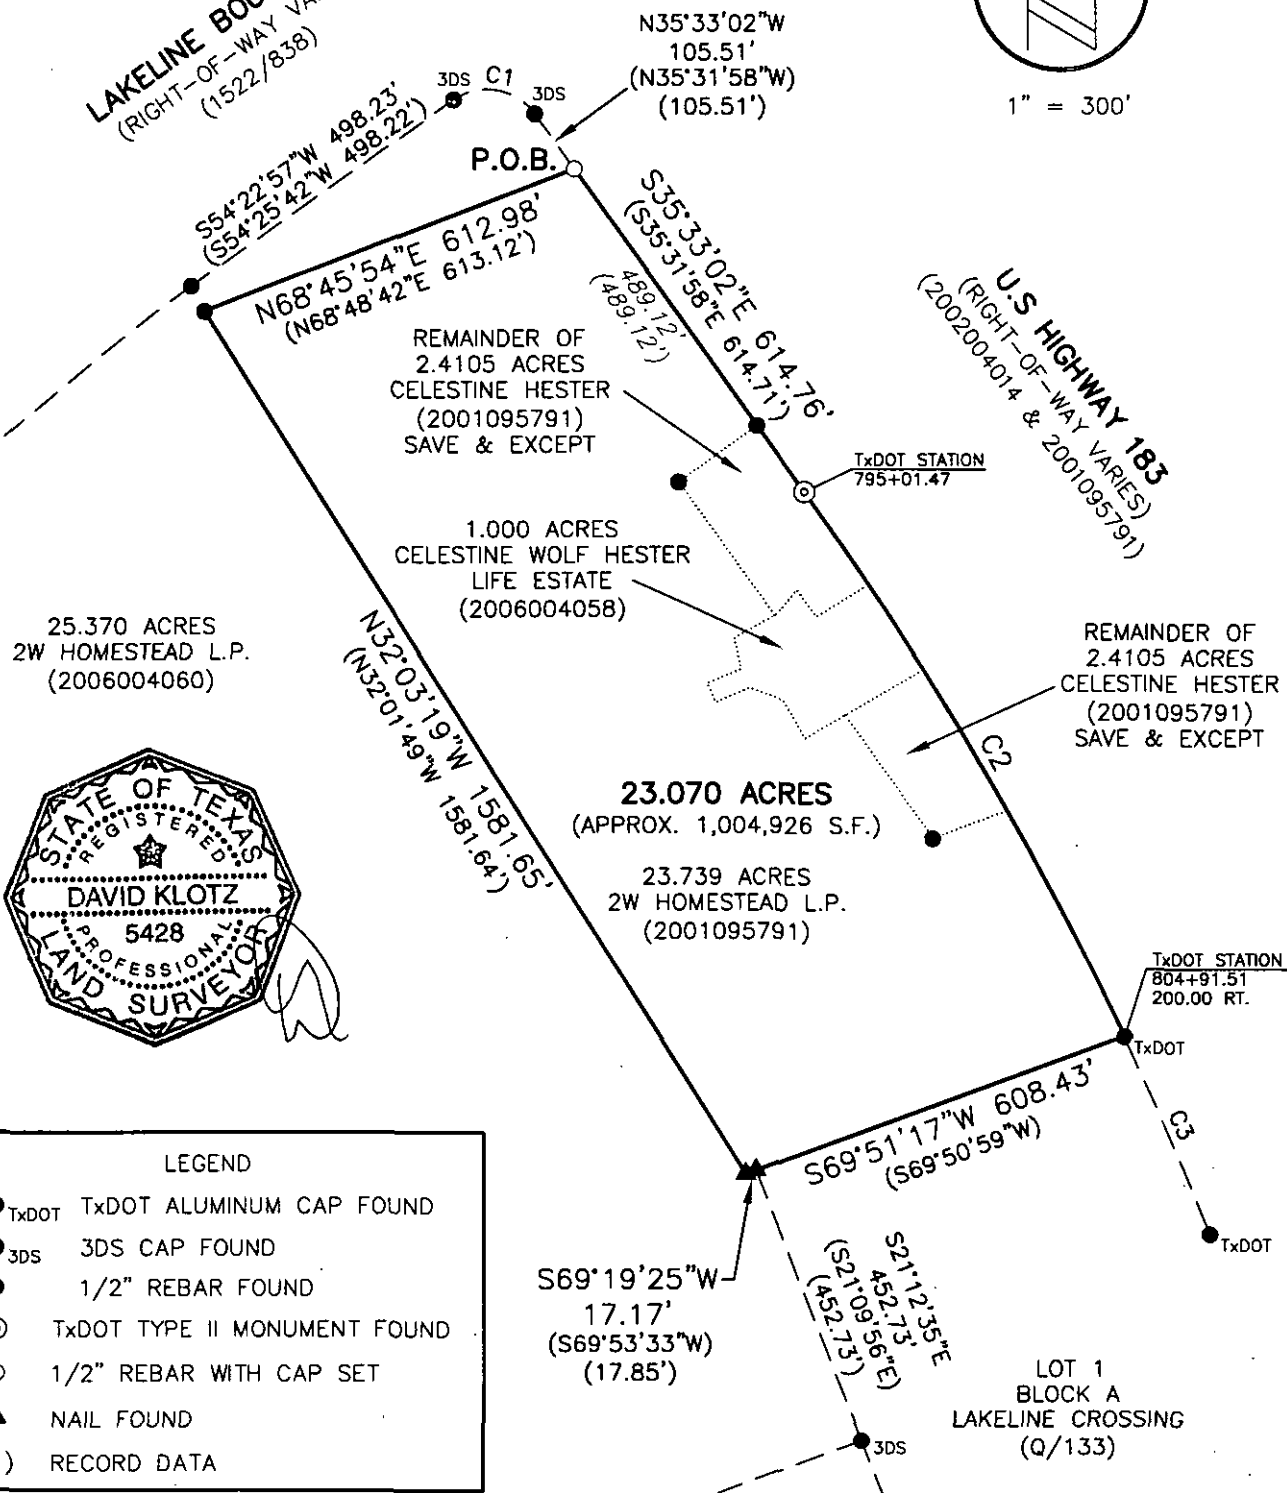 LAKELINE
(RIGHT-OF-WAY
(1522/838)
S54°22'57"W 498.23'
(S54°25'42"W 498.22')
3DS
C1
3DS
N35°33'02"W
105.51'
(N35°31'58"W)
(105.51')
1" = 300'
P.O.B.
N68°45'54"E 612.98'
(N68°48'42"E 613.12')
S35°33'02"E 614.76'
(S35°31'58"E 614.71')
489.12'
(489.12')
U.S HIGHWAY 183
(RIGHT-OF-WAY VARIES)
(2002004014 & 2001095791)
REMAINDER OF
2.4105 ACRES
CELESTINE HESTER
(2001095791)
SAVE & EXCEPT
TxDOT STATION
795+01.47
1.000 ACRES
CELESTINE WOLF HESTER
LIFE ESTATE
(2006004058)
25.370 ACRES
2W HOMESTEAD L.P.
(2006004060)
N32°03'19"W 1581.65'
(N32°01'49"W 1581.64')
REMAINDER OF
2.4105 ACRES
CELESTINE HESTER
(2001095791)
SAVE & EXCEPT
C2
23.070 ACRES
(APPROX. 1,004,926 S.F.)
23.739 ACRES
2W HOMESTEAD L.P.
(2001095791)
STATE OF TEXAS
REGISTERED
DAVID KLOTZ
5428
PROFESSIONAL
LAND SURVEYOR
TxDOT STATION
804+91.51
200.00 RT.
TxDOT
C3
TxDOT
S69°51'17"W 608.43'
(S69°50'59"W)
S69°19'25"W
17.17'
(S69°53'33"W)
(17.85')
S21°12'35"E
452.73'
(S21°09'56"E)
(452.73')
3DS
LOT 1
BLOCK A
LAKELINE CROSSING
(Q/133)
LEGEND
TxDOT TxDOT ALUMINUM CAP FOUND
3DS 3DS CAP FOUND
1/2" REBAR FOUND
TxDOT TYPE II MONUMENT FOUND
1/2" REBAR WITH CAP SET
NAIL FOUND
) RECORD DATA